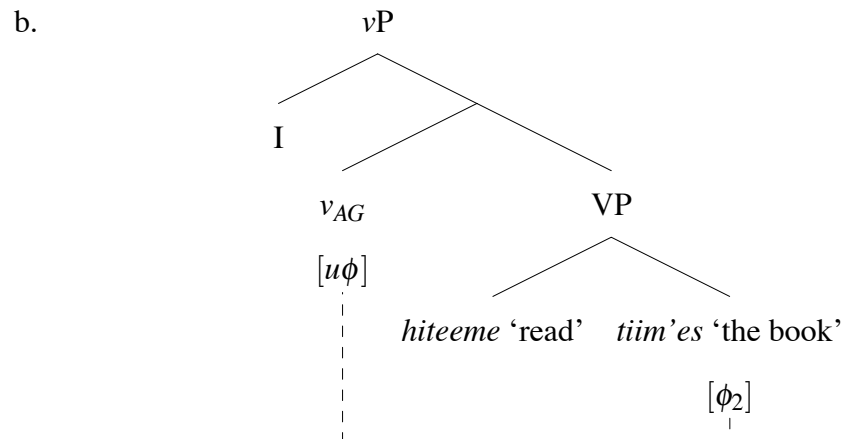 b.
vP
I
v_AG
VP
[uϕ]
hiteeme ‘read’ tiim’es ‘the book’
[ϕ₂]